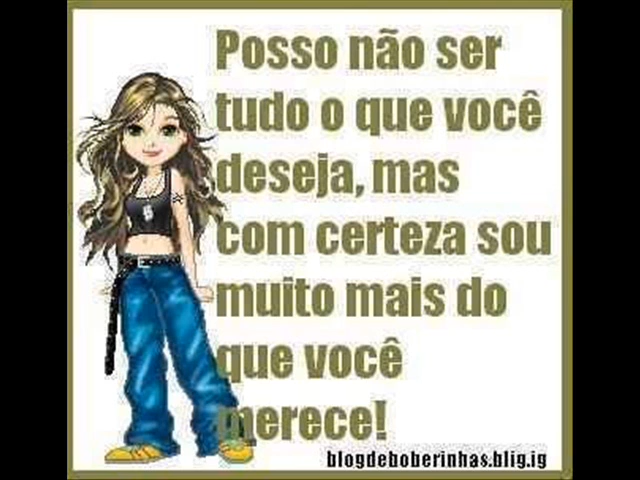 Posso não ser
tudo o que você
deseja, mas
com certeza sou
muito mais do
que você
merece!
blogdeboberinhas.blig.ig